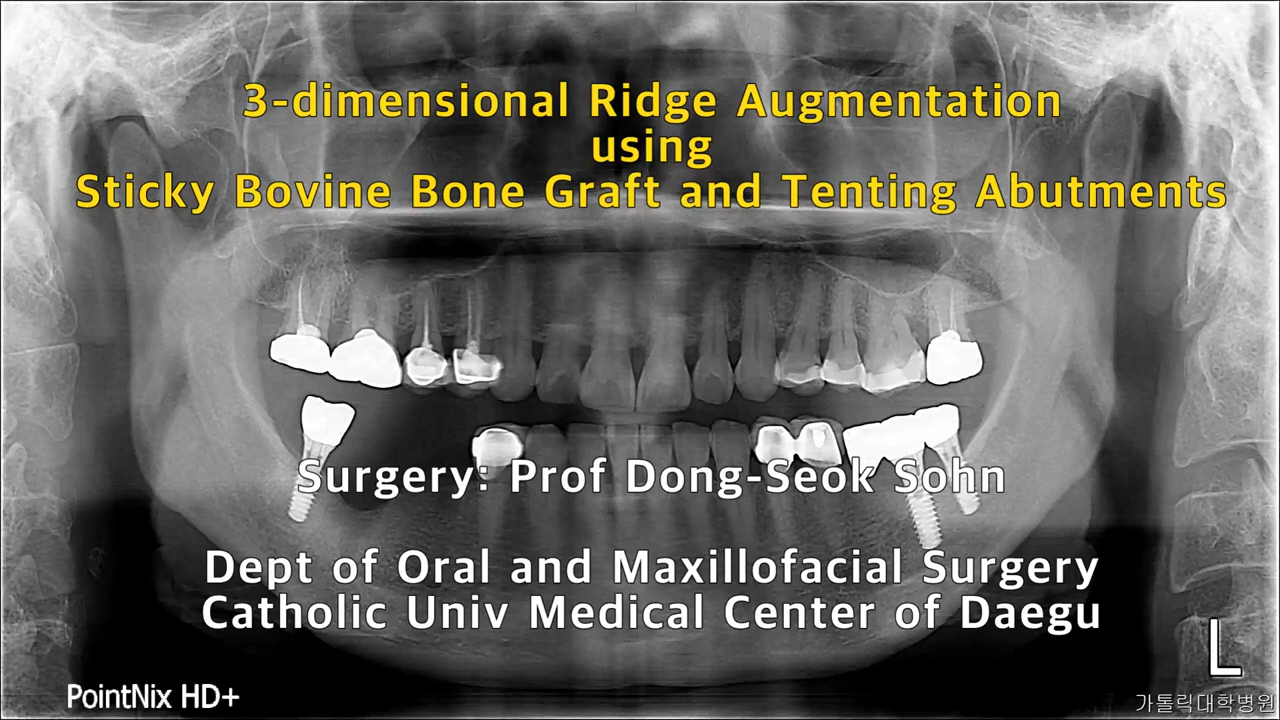 3-dimensional Ridge Augmentation
using
Sticky Bovine Bone Graft and Tenting Abutments
Surgery: Prof Dong-Seok Sohn
Dept of Oral and Maxillofacial Surgery
Catholic Univ Medical Center of Daegu
L
PointNix HD+
가톨릭대학병원